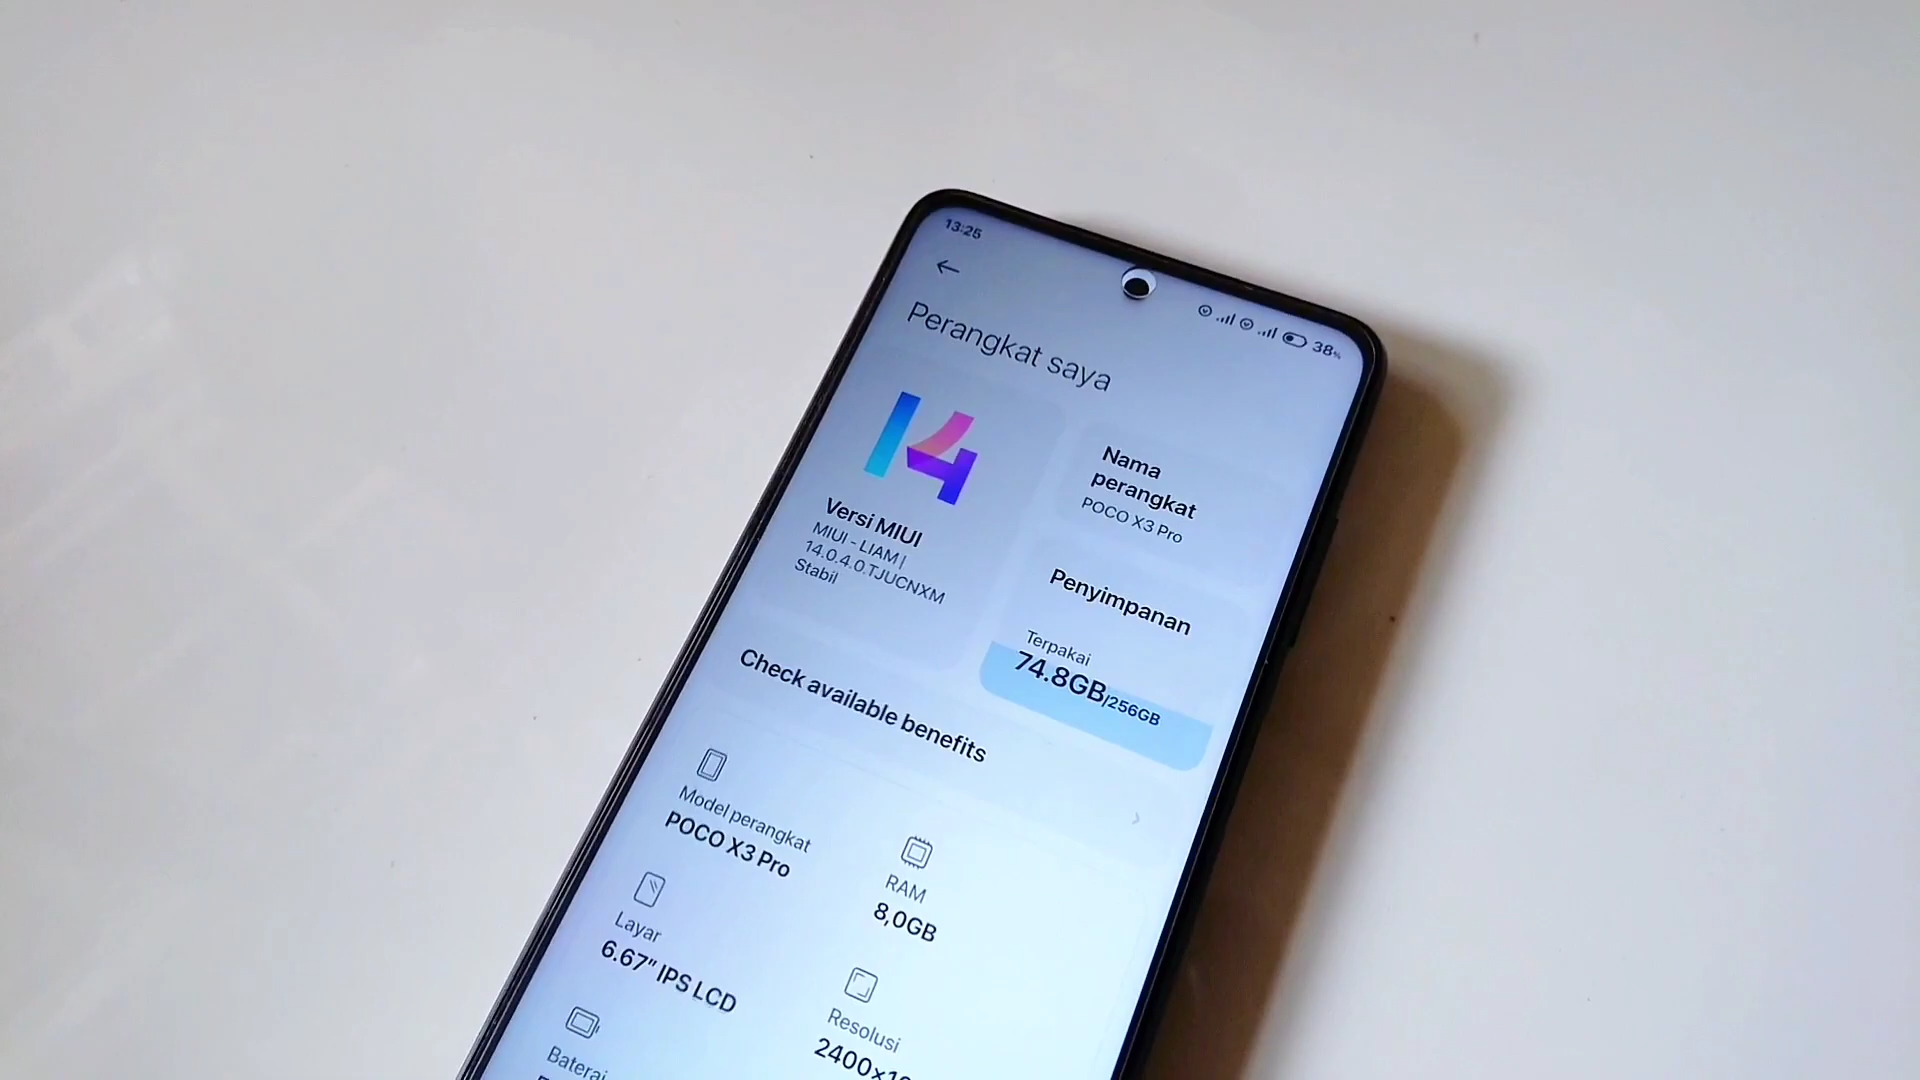 13:25
38%
Perangkat saya
14
Versi MIUI
MIUI - LIAM |
14.0.4.0.TJUCNXM
Stabil
Nama
perangkat
POCO X3 Pro
Penyimpanan
Terpakai
74.8GB/256GB
Check available benefits
Model perangkat
POCO X3 Pro
RAM
8,0GB
Layar
6.67" IPS LCD
Resolusi
Baterai